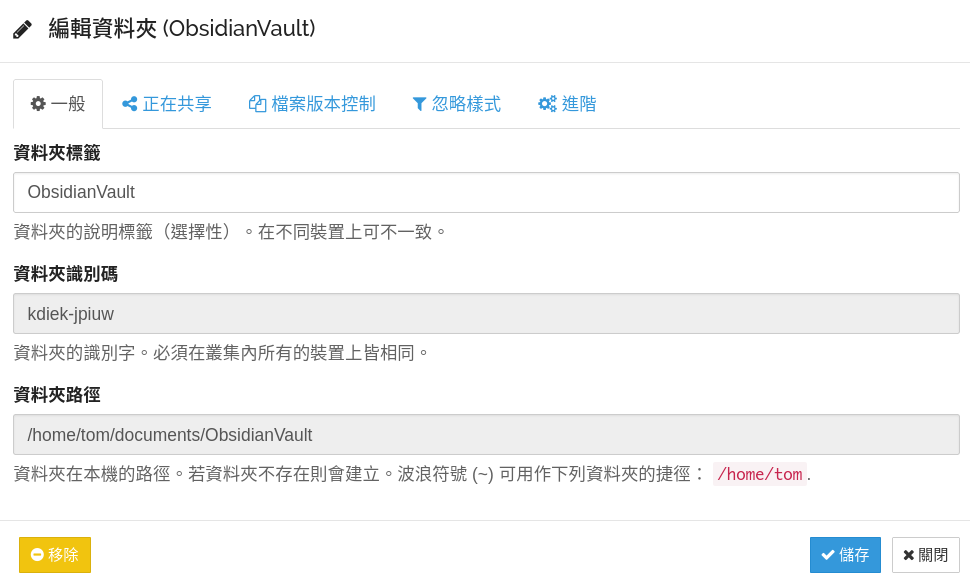 編輯資料夾 (ObsidianVault)
一般 正在共享 檔案版本控制 忽略樣式 進階
資料夾標籤
ObsidianVault
資料夾的說明標籤（選擇性）。在不同裝置上可不一致。
資料夾識別碼
kdiek-jpiuw
資料夾的識別字。必須在叢集內所有的裝置上皆相同。
資料夾路徑
/home/tom/documents/ObsidianVault
資料夾在本機的路徑。若資料夾不存在則會建立。波浪符號 (~) 可用作下列資料夾的捷徑： /home/tom.
移除 儲存 關閉